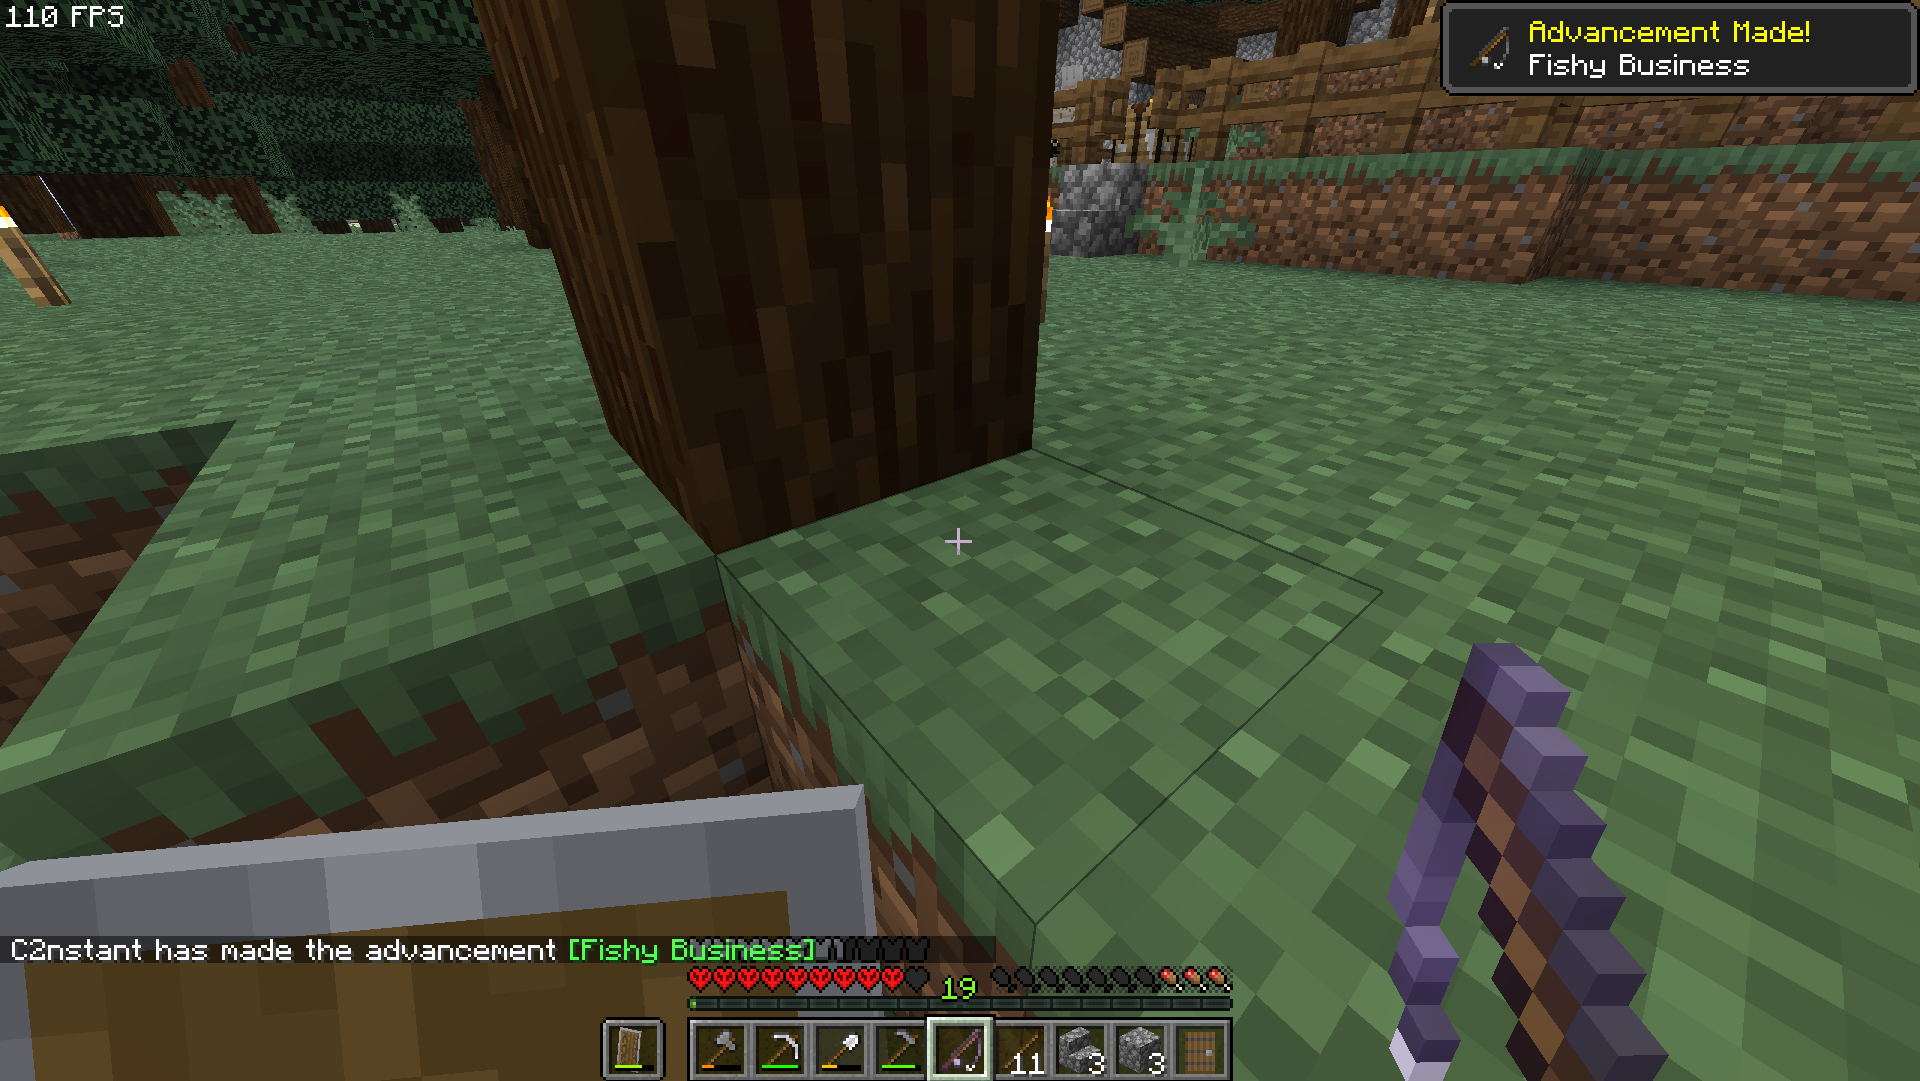 110 FPS
Advancement Made!
Fishy Business
C2nstant has made the advancement [Fishy Business]
19
11
3
3